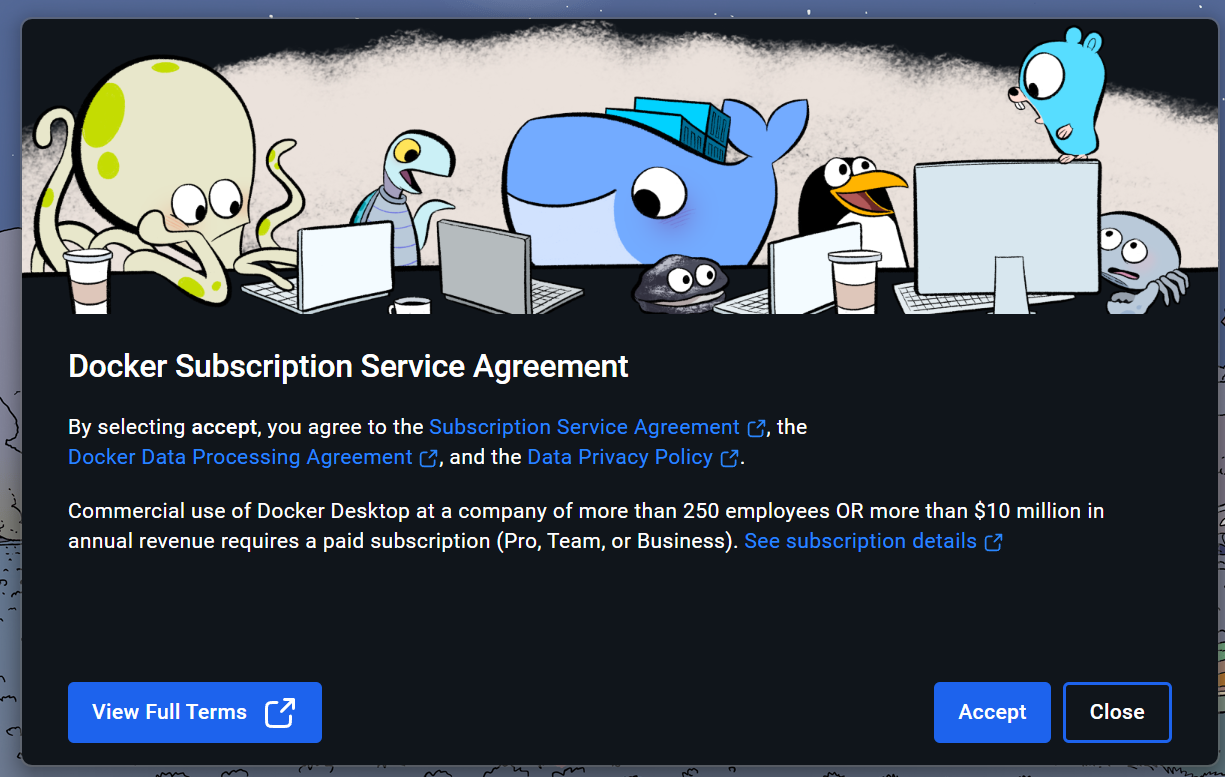 Docker Subscription Service Agreement
By selecting accept, you agree to the Subscription Service Agreement, the
Docker Data Processing Agreement, and the Data Privacy Policy.
Commercial use of Docker Desktop at a company of more than 250 employees OR more than $10 million in
annual revenue requires a paid subscription (Pro, Team, or Business). See subscription details
View Full Terms
Accept
Close